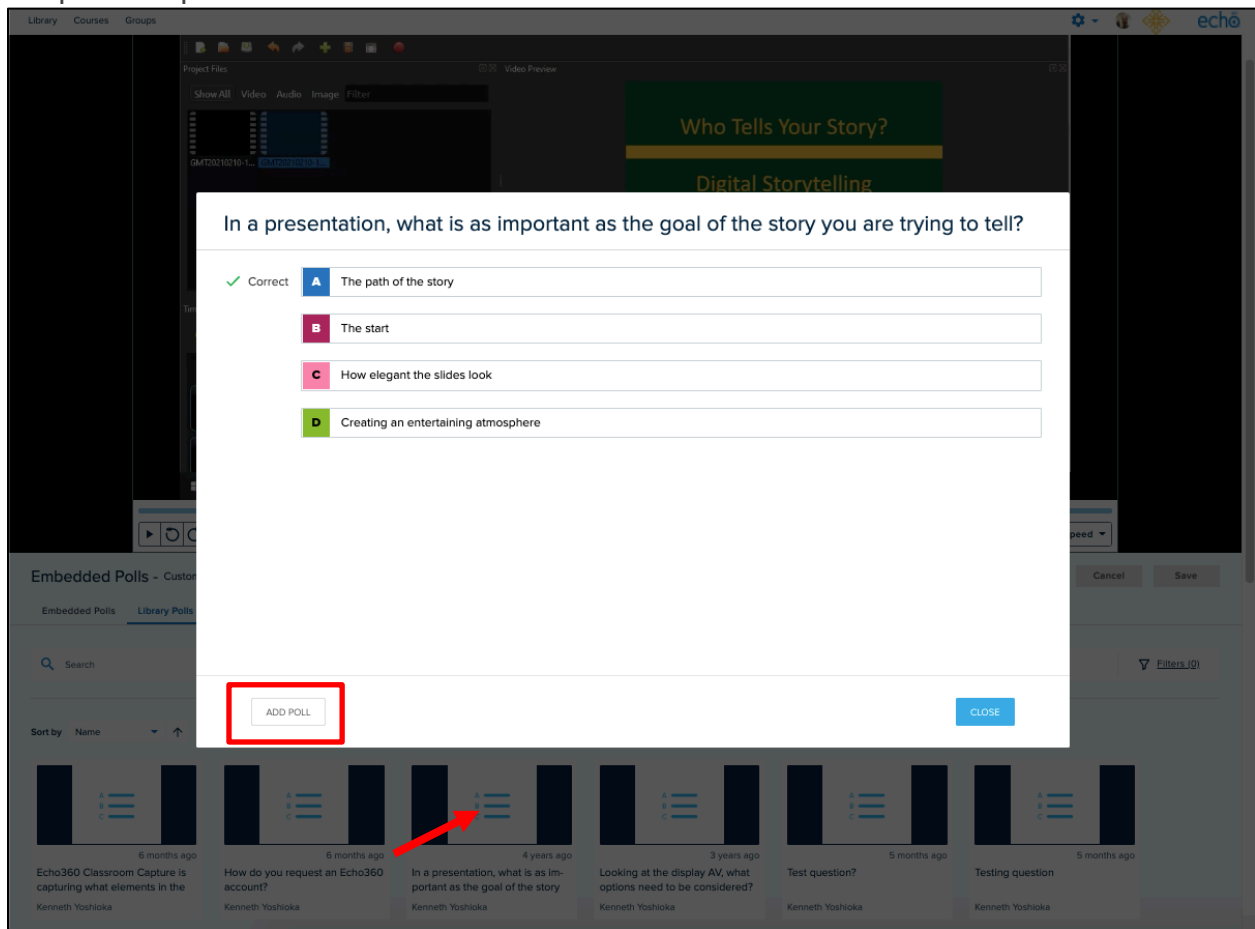 Library Courses Groups
echo
Project Files
Video Preview
Show All Video Audio Image Filter
GMT20210210-1... GMT20210210-1...
Who Tells Your Story?
Digital Storytelling
In a presentation, what is as important as the goal of the story you are trying to tell?
Correct A The path of the story
B The start
C How elegant the slides look
D Creating an entertaining atmosphere
Embedded Polls - Custom
Cancel Save
Embedded Polls Library Polls
Search
Filters (0)
ADD POLL
CLOSE
Sort by Name
A B C
A B C
A B C
A B C
A B C
A B C
6 months ago
6 months ago
4 years ago
3 years ago
5 months ago
5 months ago
Echo360 Classroom Capture is
capturing what elements in the
How do you request an Echo360
account?
In a presentation, what is as im-
portant as the goal of the story
Looking at the display AV, what
options need to be considered?
Test question?
Testing question
Kenneth Yoshioka
Kenneth Yoshioka
Kenneth Yoshioka
Kenneth Yoshioka
Kenneth Yoshioka
Kenneth Yoshioka